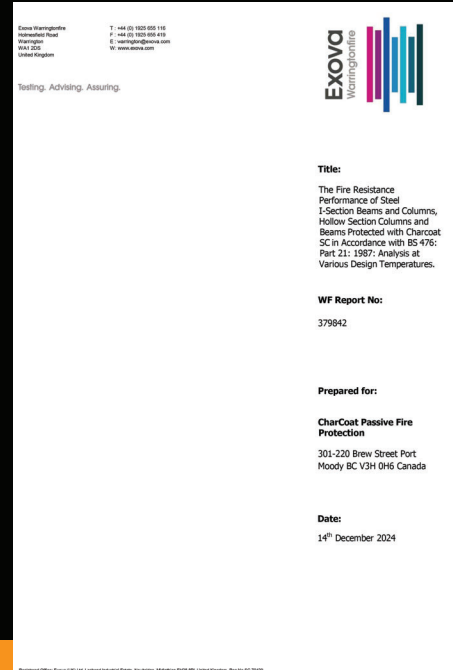 Exova Warringtonfire
Holmesfield Road
Warrington
WA1 2DS
United Kingdom
T : +44 (0) 1925 655 116
F : +44 (0) 1925 655 419
E : warrington@exova.com
W: www.exova.com
Testing. Advising. Assuring.
Exova
Warringtonfire
Title:
The Fire Resistance
Performance of Steel
I-Section Beams and Columns,
Hollow Section Columns and
Beams Protected with Charcoat
SC in Accordance with BS 476:
Part 21: 1987: Analysis at
Various Design Temperatures.
WF Report No:
379842
Prepared for:
CharCoat Passive Fire
Protection
301-220 Brew Street Port
Moody BC V3H 0H6 Canada
Date:
14th December 2024